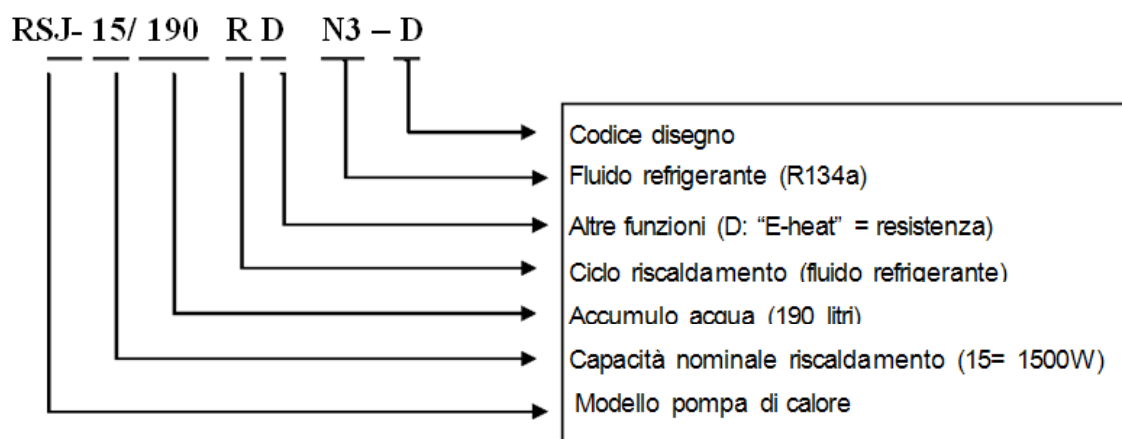 RSJ- 15/ 190 R D N3 – D
Codice disegno
Fluido refrigerante (R134a)
Altre funzioni (D: “E-heat” = resistenza)
Ciclo riscaldamento (fluido refrigerante)
Accumulo acqua (190 litri)
Capacità nominale riscaldamento (15= 1500W)
Modello pompa di calore